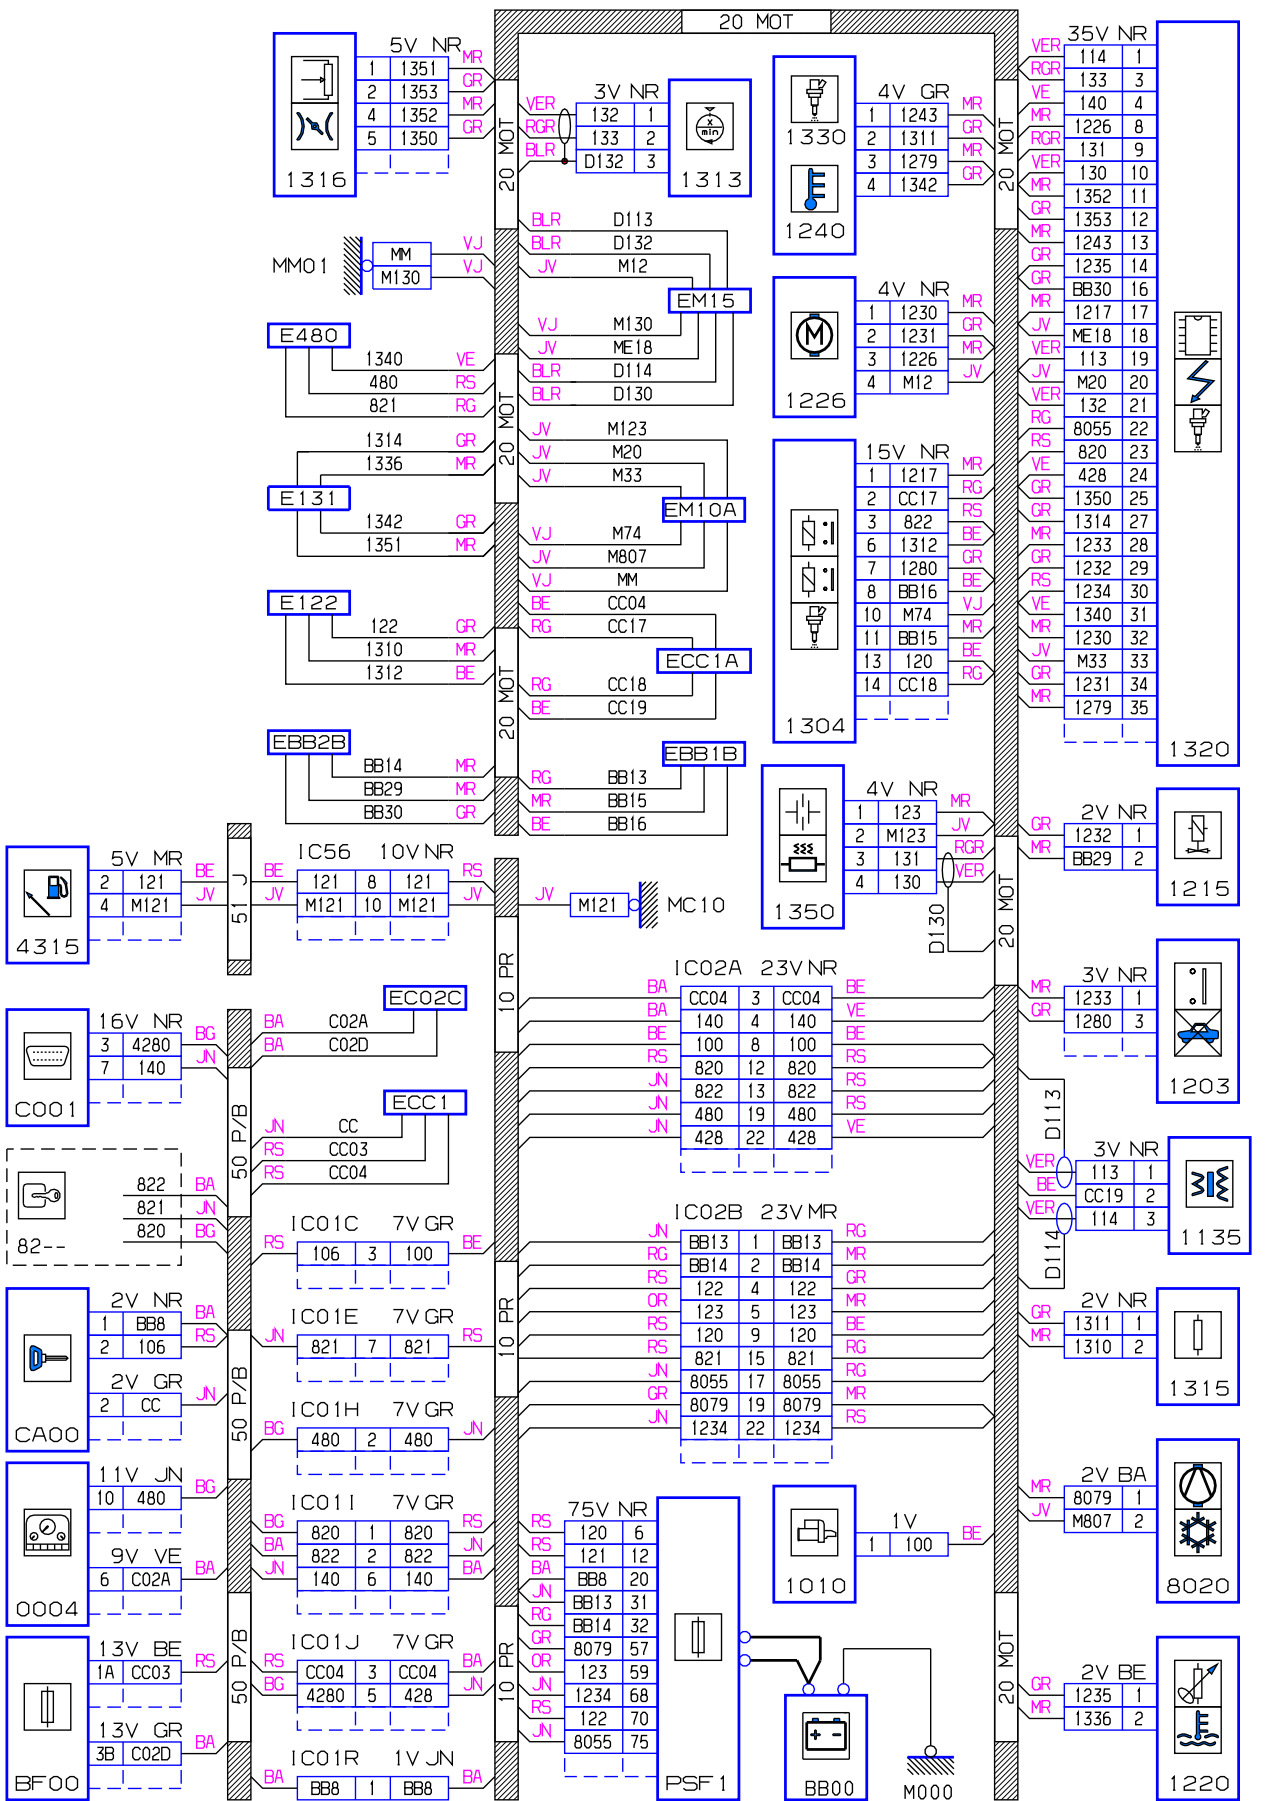 20 MOT
5V NR
MR 1 1351
GR 2 1353
MR 4 1352
GR 5 1350
1316
20 MOT
3V NR
VER 132 1
RGR 133 2
BLR D132 3
1313
4V GR
1 1243 MR
2 1311 GR
3 1279 MR
4 1342 GR
1330
1240
20 MOT
35V NR
VER 114 1
RGR 133 3
VE 140 4
MR 1226 8
RGR 131 9
VER 130 10
MR 1352 11
GR 1353 12
MR 1243 13
GR 1235 14
GR BB30 16
MR 1217 17
JV ME18 18
VER 113 19
JV M20 20
VER 132 21
RG 8055 22
RS 820 23
VE 428 24
GR 1350 25
GR 1314 27
MR 1233 28
GR 1232 29
RS 1234 30
VE 1340 31
MR 1230 32
JV M33 33
GR 1231 34
MR 1279 35
1320
MM01
MM VJ
M130 VJ
BLR D113
BLR D132
JV M12
EM15
VJ M130
JV ME18
BLR D114
BLR D130
E480
1340 VE
480 RS
821 RG
20 MOT
1314 GR
1336 MR
E131
1342 GR
1351 MR
JV M123
JV M20
JV M33
EM10A
VJ M74
JV M807
VJ MM
4V NR
1 1230 MR
2 1231 GR
3 1226 MR
4 M12 JV
1226
15V NR
1 1217 MR
2 CC17 RG
3 822 RS
6 1312 BE
7 1280 GR
8 BB16 BE
10 M74 VJ
11 BB15 MR
13 120 BE
14 CC18 RG
1304
E122
122 GR
1310 MR
1312 BE
20 MOT
BE CC04
RG CC17
ECC1A
RG CC18
BE CC19
EBB2B
BB14 MR
BB29 MR
BB30 GR
EBB1B
RG BB13
MR BB15
BE BB16
4V NR
1 123 MR
2 M123 JV
3 131 RGR
4 130 VER
1350
D130
20 MOT
2V NR
GR 1232 1
MR BB29 2
1215
5V MR
2 121 BE
4 M121 JV
4315
51 J
IC56 10V NR
BE 121 8 121 RS
JV M121 10 M121 JV
10 PR
JV M121
MC10
3V NR
MR 1233 1
GR 1280 3
1203
16V NR
3 4280 BG
7 140 JN
C001
EC02C
BA C02A
BA C02D
ECC1
JN CC
RS CC03
RS CC04
50 P/B
IC02A 23V NR
BA CC04 3 CC04 BE
BA 140 4 140 VE
BE 100 8 100 BE
RS 820 12 820 RS
JN 822 13 822 RS
JN 480 19 480 RS
JN 428 22 428 VE
D113
3V NR
VER 113 1
BE CC19 2
VER 114 3
1135
D114
822 BA
821 JN
820 BG
82--
IC01C 7V GR
RS 106 3 100 BE
IC02B 23V MR
JN BB13 1 BB13 RG
RG BB14 2 BB14 MR
RS 122 4 122 GR
OR 123 5 123 MR
RS 120 9 120 BE
RS 821 15 821 RG
JN 8055 17 8055 RG
GR 8079 19 8079 MR
JN 1234 22 1234 RS
2V NR
1 BB8 BA
2 106 RS
2V GR
2 CC JN
CA00
50 P/B
IC01E 7V GR
JN 821 7 821 RS
10 PR
IC01H 7V GR
BG 480 2 480 JN
2V NR
GR 1311 1
MR 1310 2
1315
11V JN
10 480 BG
9V VE
6 C02A BA
0004
IC01I 7V GR
BG 820 1 820 RS
BA 822 2 822 JN
JN 140 6 140 BA
75V NR
RS 120 6
RS 121 12
BA BB8 20
JN BB13 31
RG BB14 32
GR 8079 57
OR 123 59
JN 1234 68
RS 122 70
JN 8055 75
PSF1
1V
1 100 BE
1010
2V BA
MR 8079 1
JV M807 2
8020
13V BE
1A CC03 RS
13V GR
3B C02D BA
BF00
50 P/B
IC01J 7V GR
RS CC04 3 CC04 BA
BG 4280 5 428 JN
10 PR
IC01R 1V JN
BA BB8 1 BB8 BA
BB00
M000
20 MOT
2V BE
GR 1235 1
MR 1336 2
1220